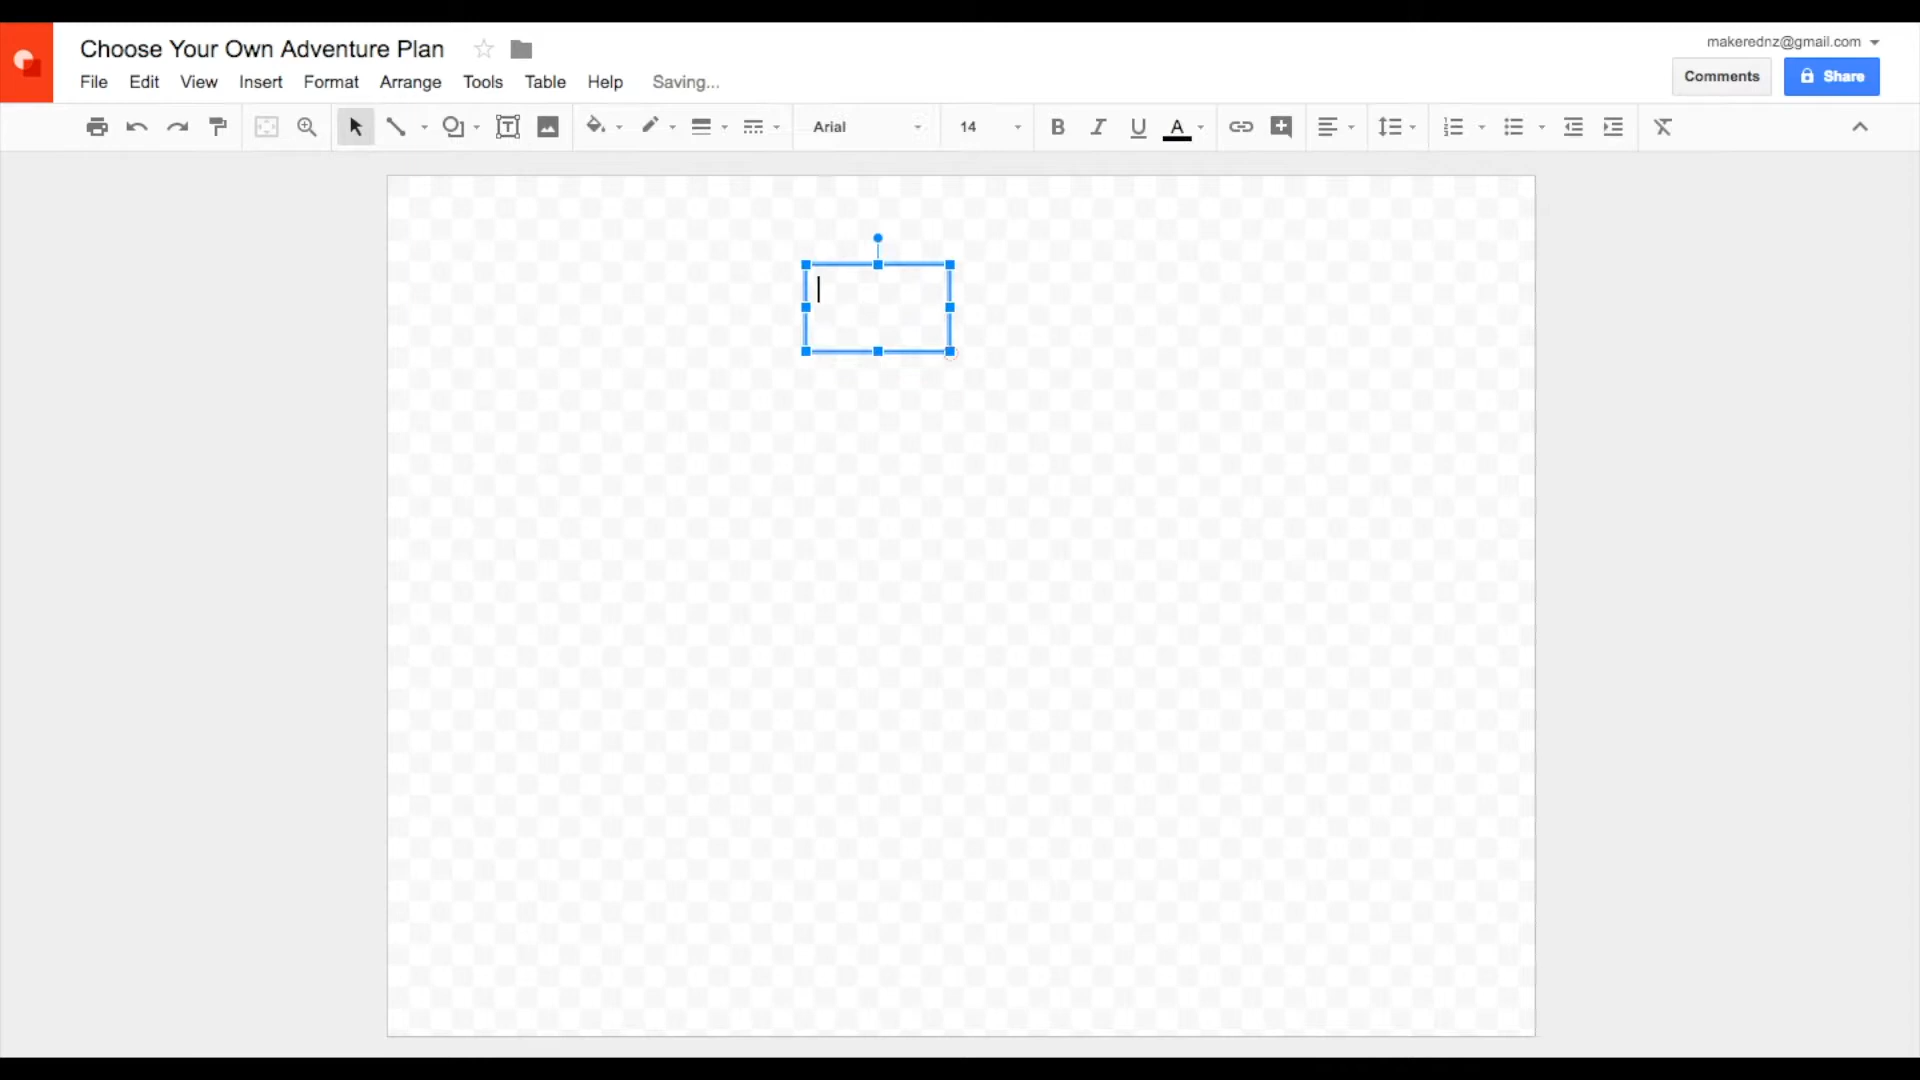 Choose Your Own Adventure Plan
makerednz@gmail.com
File Edit View Insert Format Arrange Tools Table Help Saving...
Comments
Share
Arial 14 B I U A